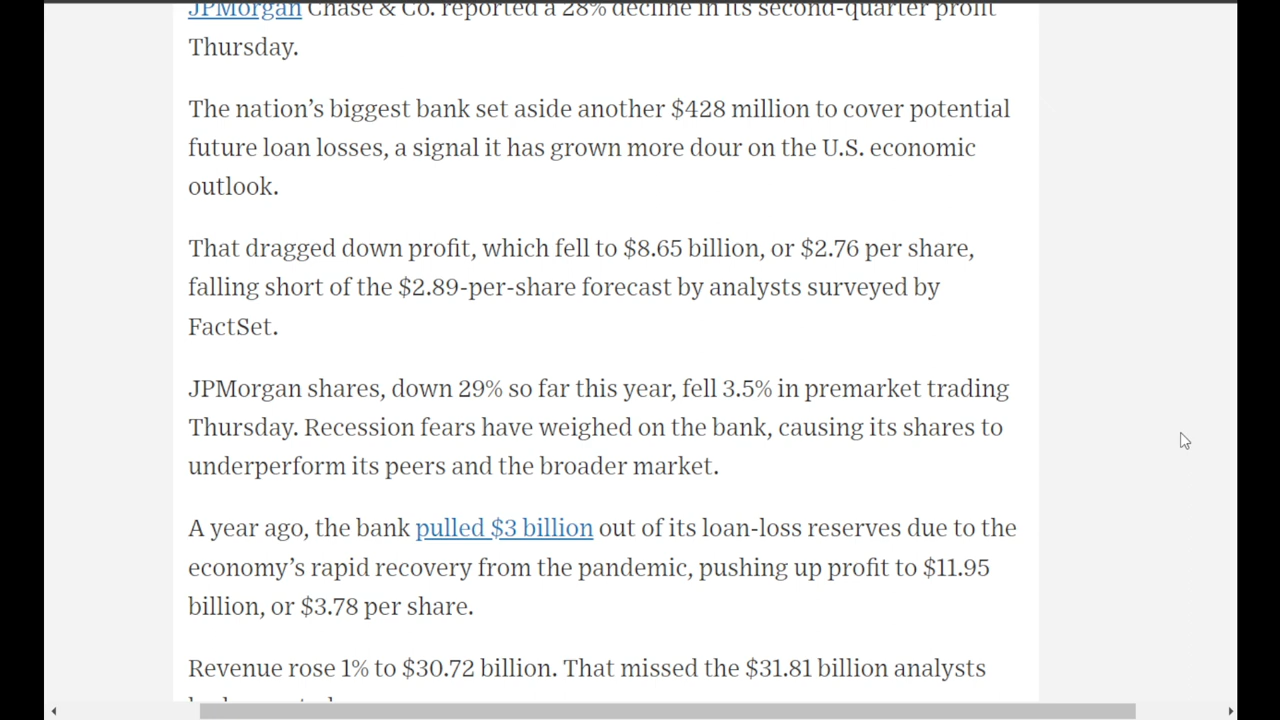 JPMorgan Chase & Co. reported a 28% decline in its second-quarter profit
Thursday.
The nation’s biggest bank set aside another $428 million to cover potential
future loan losses, a signal it has grown more dour on the U.S. economic
outlook.
That dragged down profit, which fell to $8.65 billion, or $2.76 per share,
falling short of the $2.89-per-share forecast by analysts surveyed by
FactSet.
JPMorgan shares, down 29% so far this year, fell 3.5% in premarket trading
Thursday. Recession fears have weighed on the bank, causing its shares to
underperform its peers and the broader market.
A year ago, the bank pulled $3 billion out of its loan-loss reserves due to the
economy’s rapid recovery from the pandemic, pushing up profit to $11.95
billion, or $3.78 per share.
Revenue rose 1% to $30.72 billion. That missed the $31.81 billion analysts